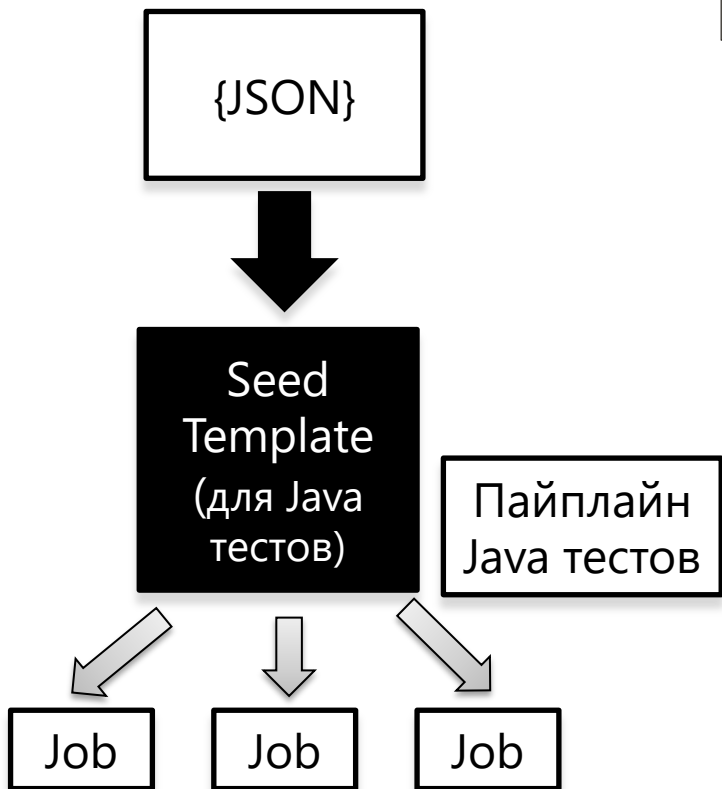 {JSON}
Seed
Template
(для Java
тестов)
Пайплайн
Java тестов
Job
Job
Job